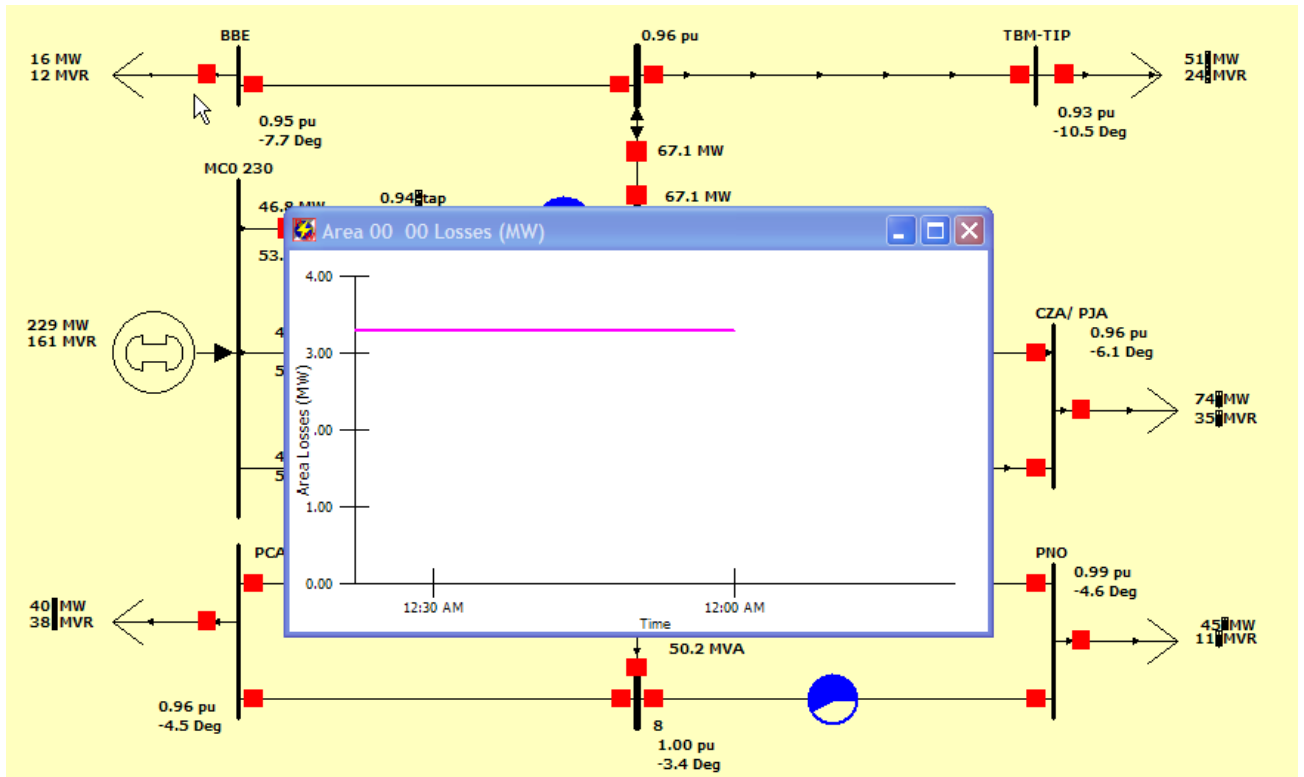 BBE
0.96 pu
TBM-TIP
16 MW
12 MVR
51 MW
24 MVR
0.95 pu
-7.7 Deg
0.93 pu
-10.5 Deg
67.1 MW
MC0 230
0.94 tap
67.1 MW
46.8 MW
Area 00 00 Losses (MW)
53.
4.00
229 MW
161 MVR
CZA/ PJA
0.96 pu
-6.1 Deg
4
3.00
5
74 MW
35 MVR
Area Losses (MW)
.00
4
5
1.00
PCA
PNO
0.99 pu
-4.6 Deg
0.00
12:30 AM
12:00 AM
Time
40 MW
38 MVR
45 MW
11 MVR
50.2 MVA
0.96 pu
-4.5 Deg
8
1.00 pu
-3.4 Deg